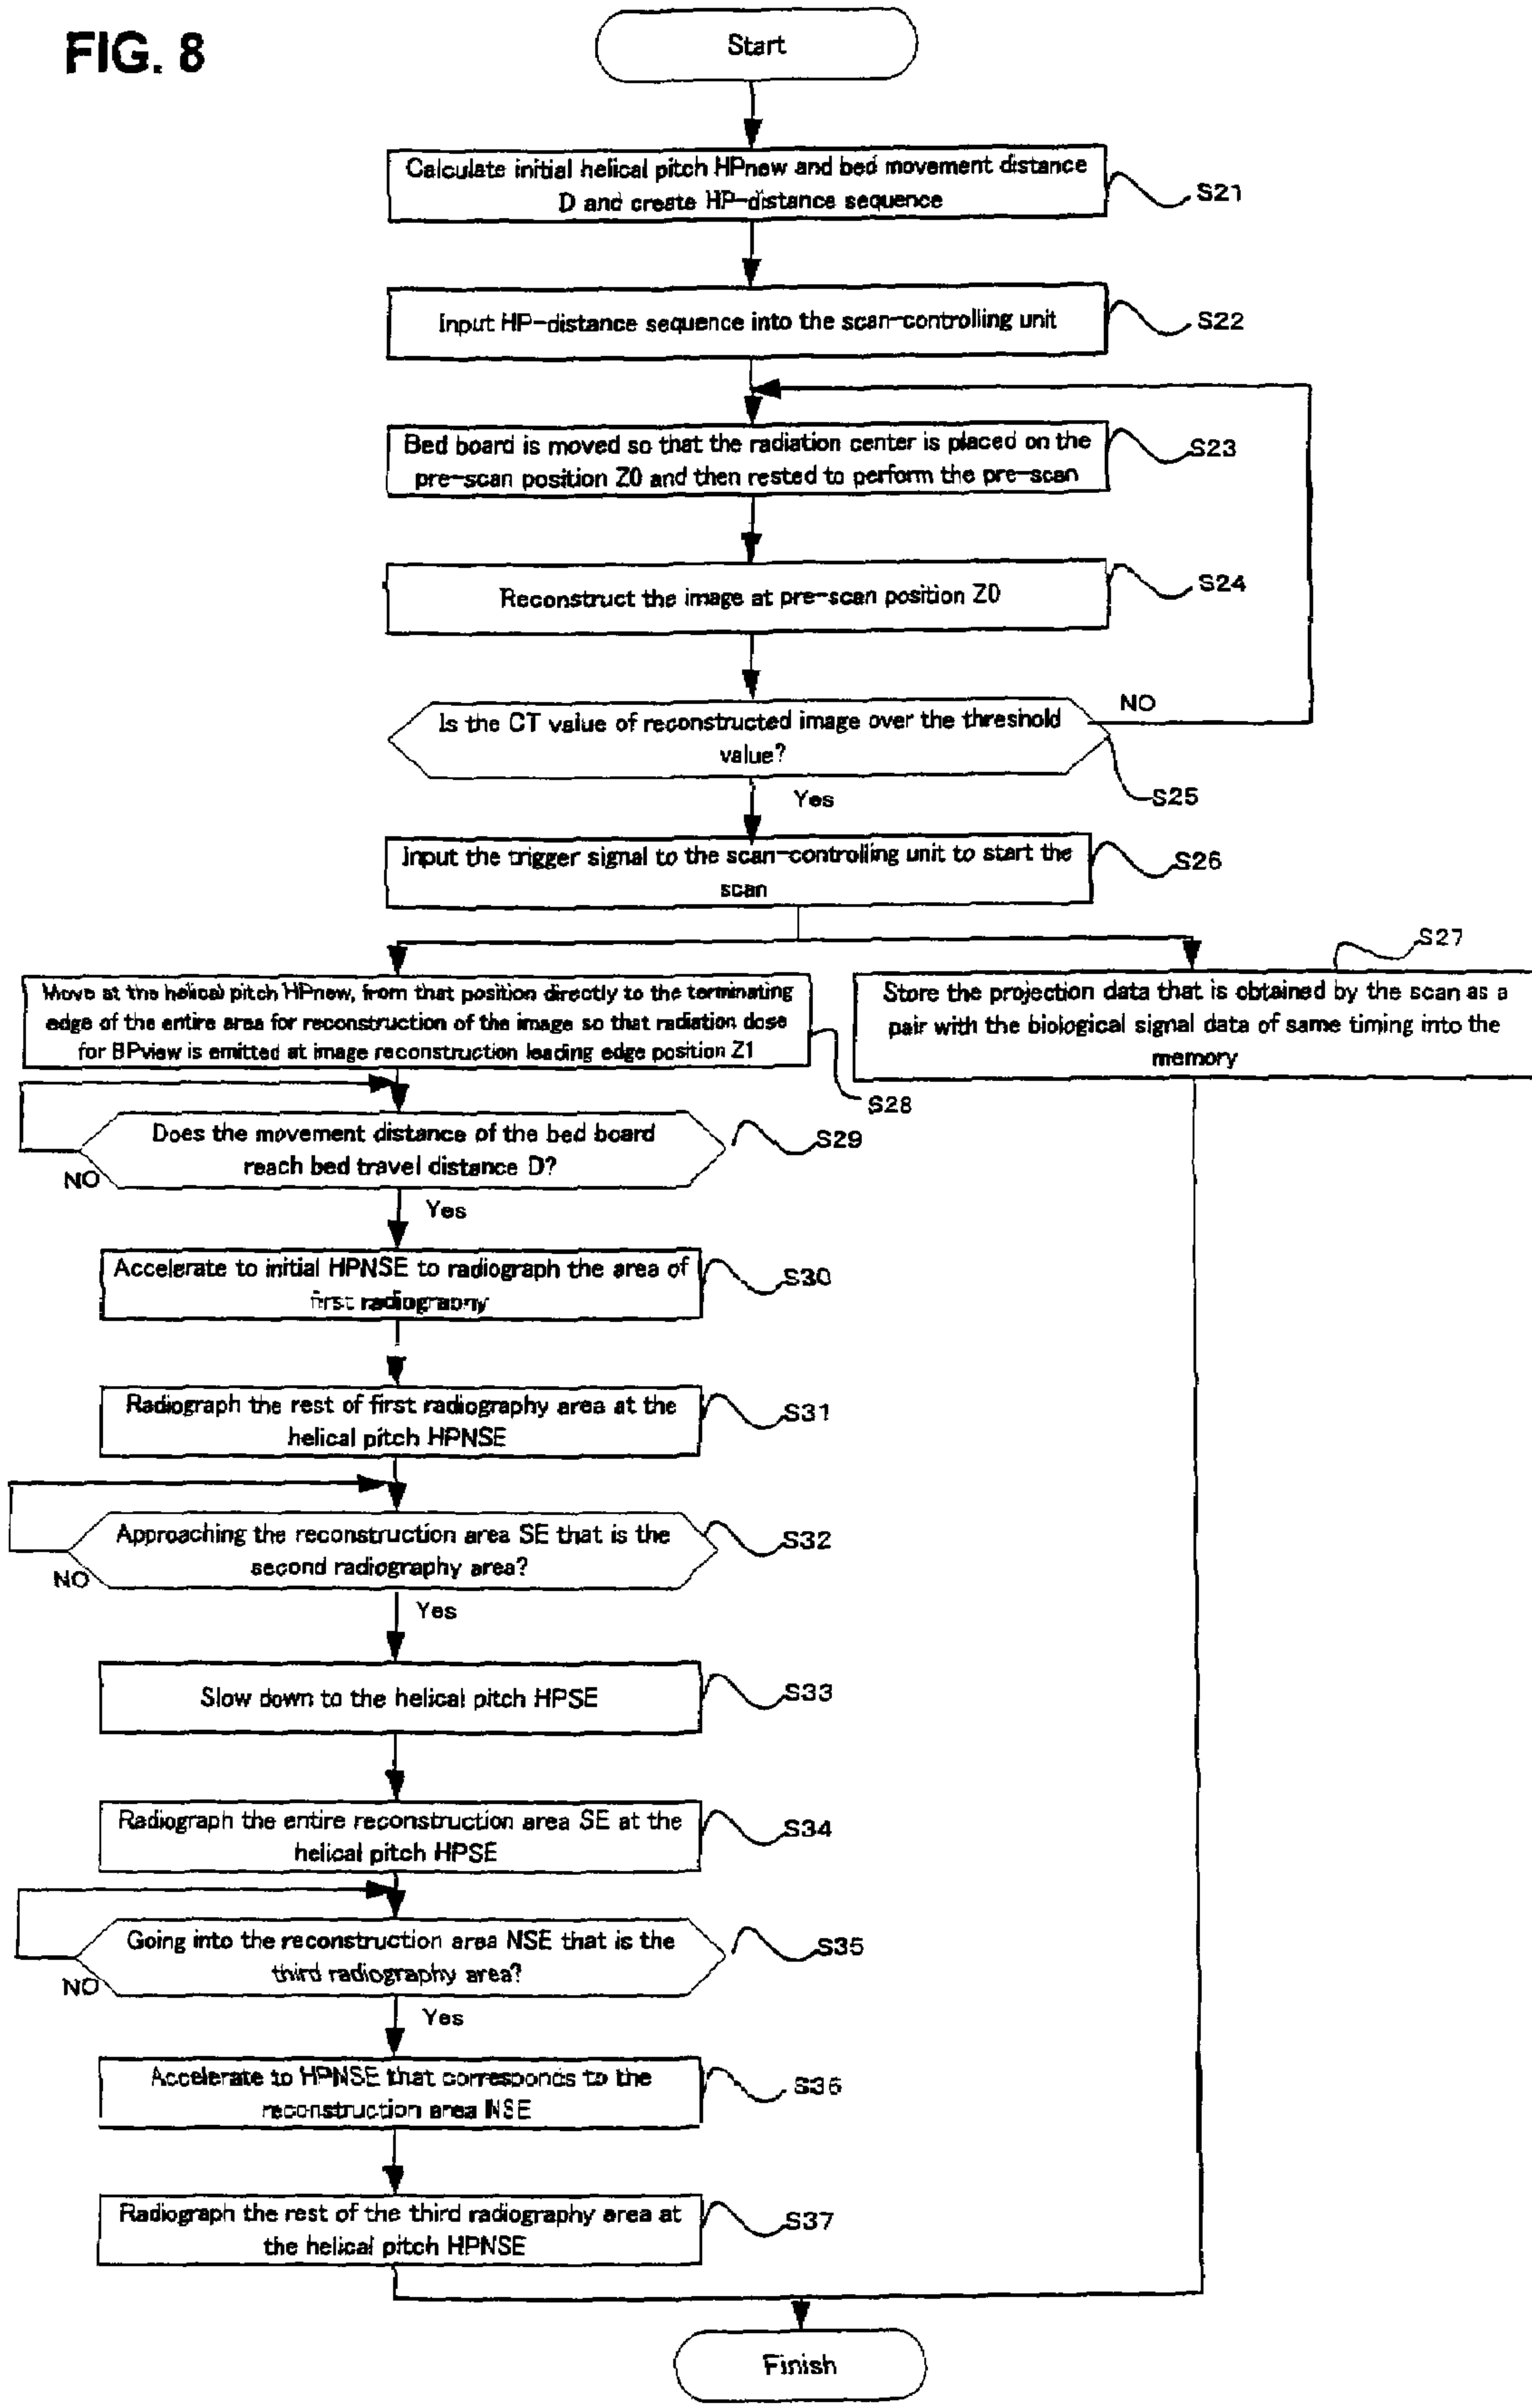 FIG. 8
Start
Calculate initial helical pitch HPnew and bed movement distance
D and create HP-distance sequence
S21
Input HP-distance sequence into the scan-controlling unit
S22
Bed board is moved so that the radiation center is placed on the
pre-scan position Z0 and then rested to perform the pre-scan
S23
Reconstruct the image at pre-scan position Z0
S24
Is the CT value of reconstructed image over the threshold
value?
NO
S25
Yes
Input the trigger signal to the scan-controlling unit to start the
scan
S26
S27
Move at the helical pitch HPnew, from that position directly to the terminating
edge of the entire area for reconstruction of the image so that radiation dose
for BPview is emitted at image reconstruction leading edge position Z1
S28
Store the projection data that is obtained by the scan as a
pair with the biological signal data of same timing into the
memory
Does the movement distance of the bed board
reach bed travel distance D?
S29
NO
Yes
Accelerate to initial HPNSE to radiograph the area of
first radiography
S30
Radiograph the rest of first radiography area at the
helical pitch HPNSE
S31
Approaching the reconstruction area SE that is the
second radiography area?
S32
NO
Yes
Slow down to the helical pitch HPSE
S33
Radiograph the entire reconstruction area SE at the
helical pitch HPSE
S34
Going into the reconstruction area NSE that is the
third radiography area?
S35
NO
Yes
Accelerate to HPNSE that corresponds to the
reconstruction area NSE
S36
Radiograph the rest of the third radiography area at
the helical pitch HPNSE
S37
Finish